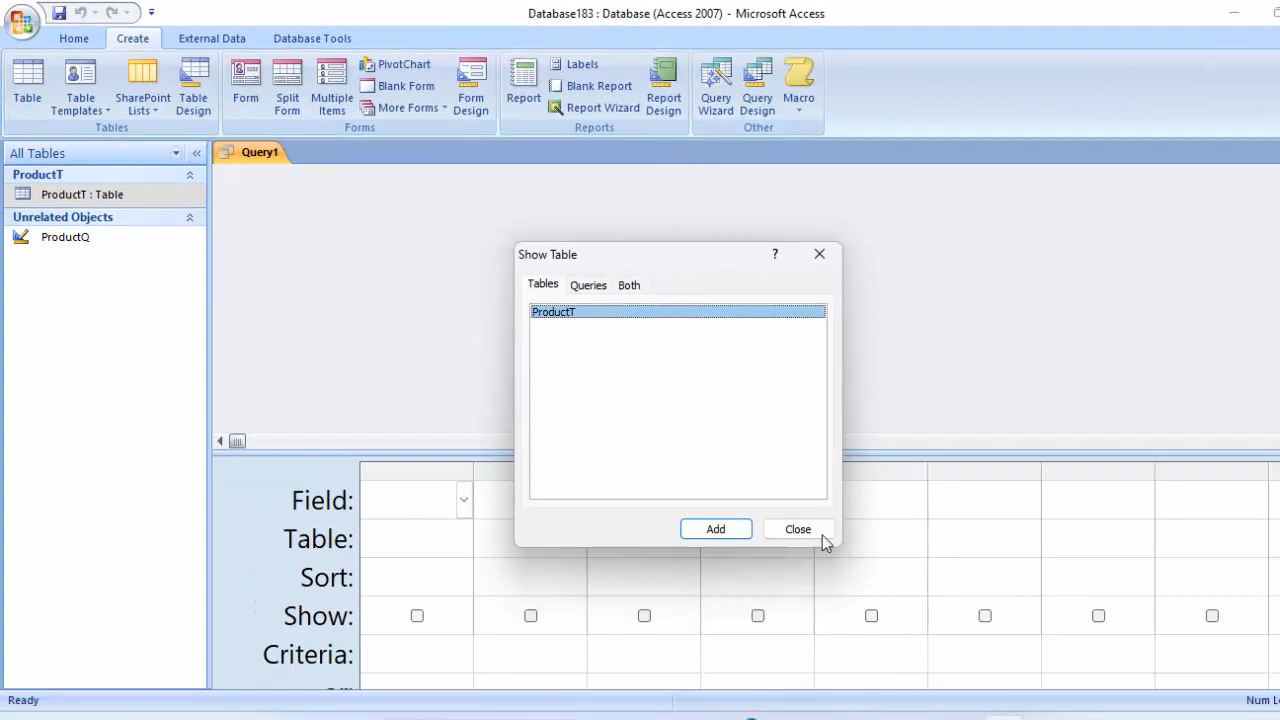 Database183 : Database (Access 2007) - Microsoft Access
Home Create External Data Database Tools
Table
Table Templates
SharePoint Lists
Table Design
Tables
Form
Split Form
Multiple Items
PivotChart
Blank Form
More Forms
Form Design
Forms
Report
Labels
Blank Report
Report Wizard
Report Design
Reports
Query Wizard
Query Design
Macro
Other
All Tables
ProductT
ProductT : Table
Unrelated Objects
ProductQ
Query1
Show Table
?
Tables Queries Both
ProductT
Add Close
Field:
Table:
Sort:
Show:
Criteria:
Ready
Num Lo